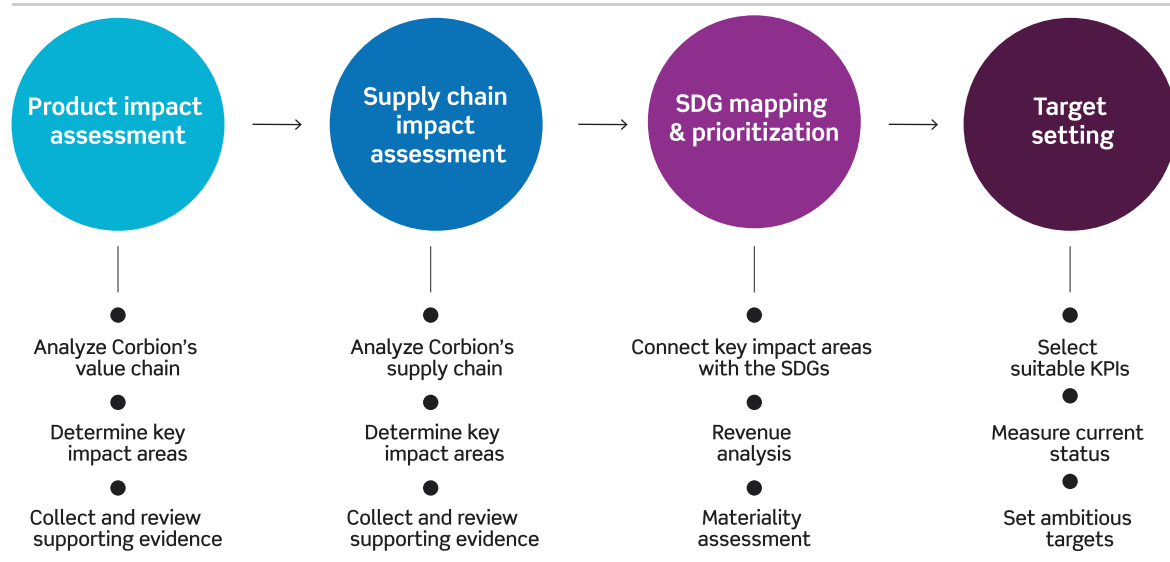 Product impact
assessment
Supply chain
impact
assessment
SDG mapping
& prioritization
Target
setting
Analyze Corbion's
value chain
Determine key
impact areas
Collect and review
supporting evidence
Analyze Corbion's
supply chain
Determine key
impact areas
Collect and review
supporting evidence
Connect key impact areas
with the SDGs
Revenue
analysis
Materiality
assessment
Select
suitable KPIs
Measure current
status
Set ambitious
targets